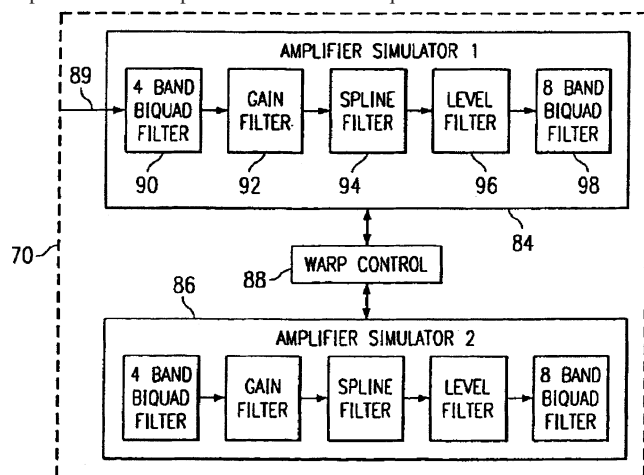 AMPLIFIER SIMULATOR 1
89
4 BAND BIQUAD FILTER
GAIN FILTER
SPLINE FILTER
LEVEL FILTER
8 BAND BIQUAD FILTER
90
92
94
96
98
84
70
88
WARP CONTROL
86
AMPLIFIER SIMULATOR 2
4 BAND BIQUAD FILTER
GAIN FILTER
SPLINE FILTER
LEVEL FILTER
8 BAND BIQUAD FILTER